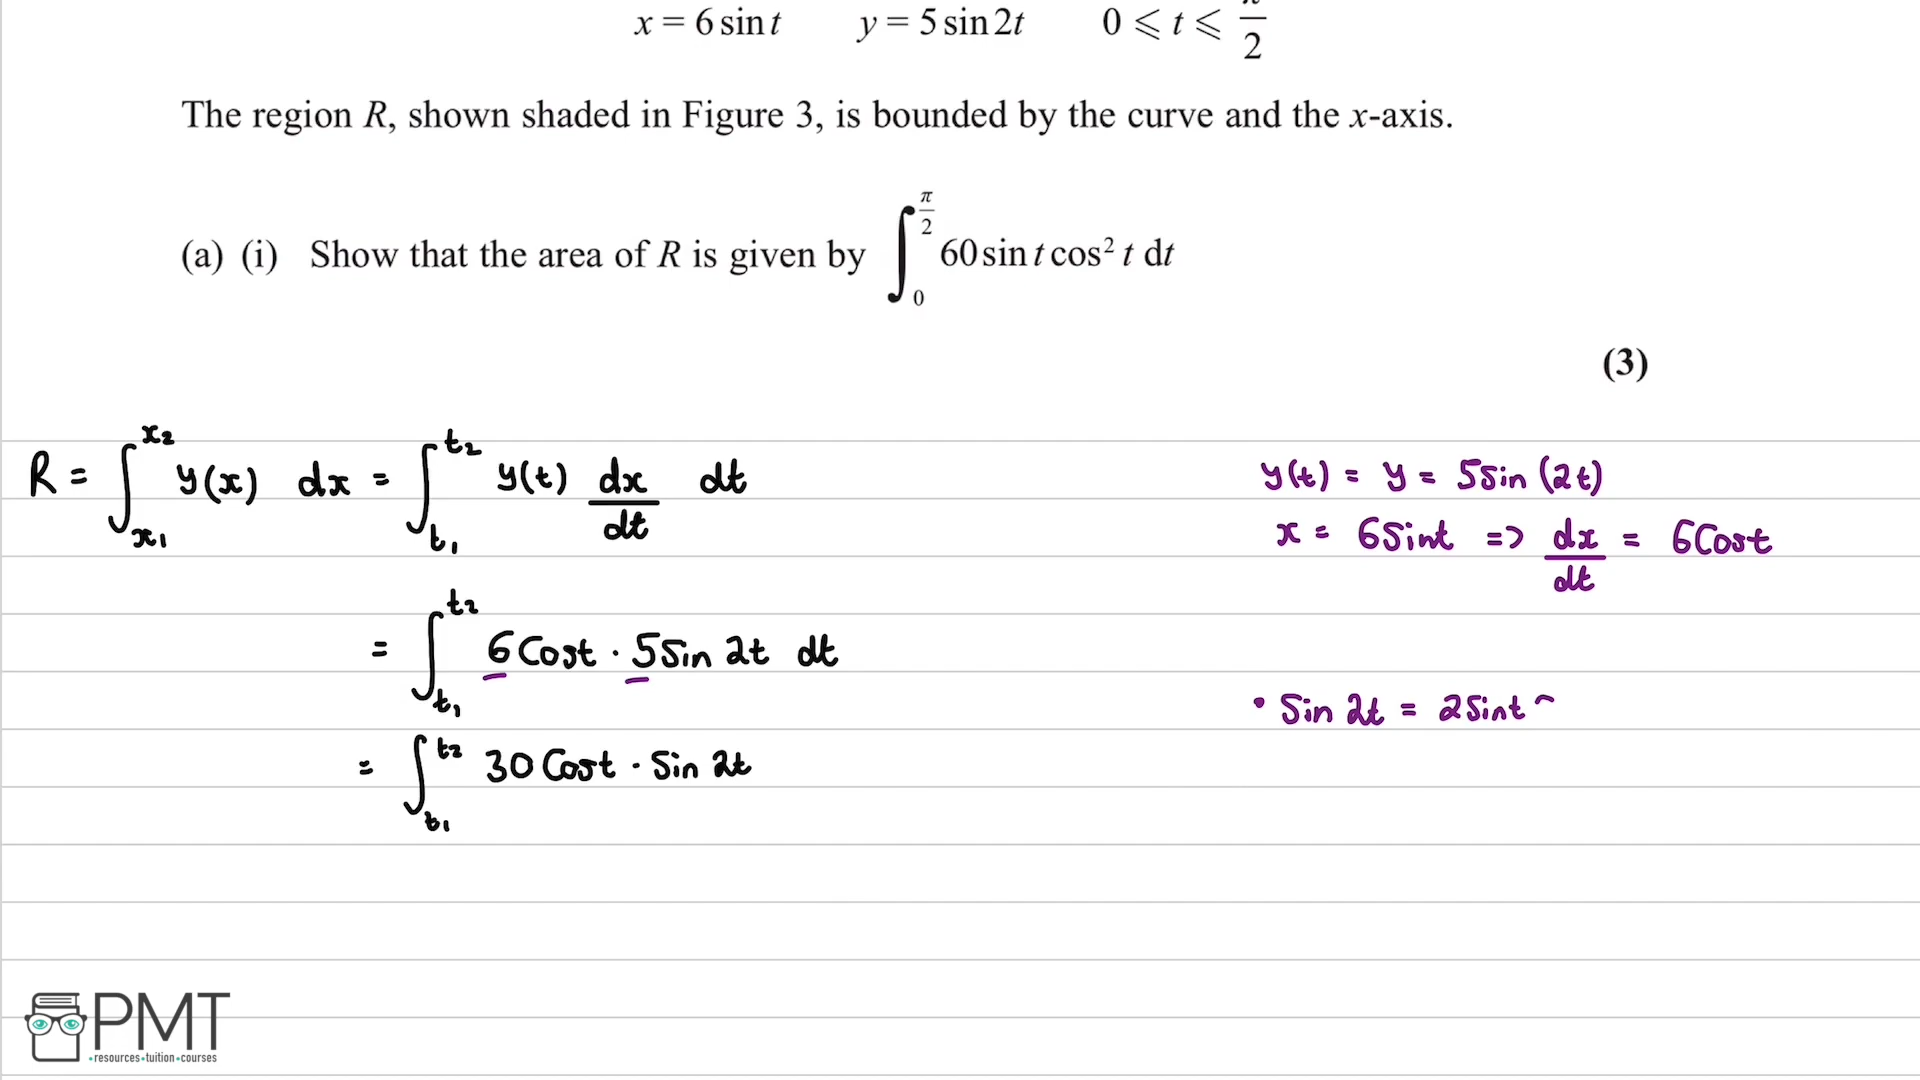 x = 6 sin t y = 5 sin 2t 0 ⩽ t ⩽ π/2
The region R, shown shaded in Figure 3, is bounded by the curve and the x-axis.
(a) (i) Show that the area of R is given by ∫₀^(π/2) 60 sin t cos² t dt
(3)
R = ∫_{x₁}^{x₂} y(x) dx = ∫_{t₁}^{t₂} y(t) dx/dt dt
y(t) = y = 5Sin (2t)
x = 6Sint => dx/dt = 6Cost
= ∫_{t₁}^{t₂} 6Cost · 5Sin 2t dt
• Sin 2t = 2Sint
= ∫_{t₁}^{t₂} 30Cost · Sin 2t
PMT
•resources•tuition•courses